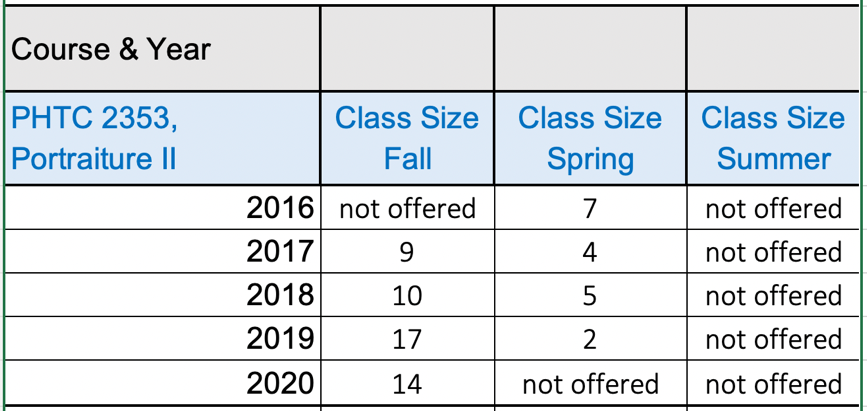 Course & Year
PHTC 2353, Portraiture II Class Size Fall Class Size Spring Class Size Summer
2016 not offered 7 not offered
2017 9 4 not offered
2018 10 5 not offered
2019 17 2 not offered
2020 14 not offered not offered